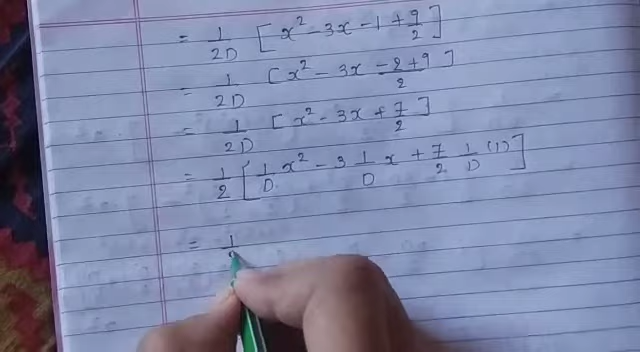 = 1/2D [x² - 3x - 1 + 9/2]
= 1/2D [x² - 3x (-2+9)/2]
= 1/2D [x² - 3x + 7/2]
= 1/2 [1/D x² - 3 1/D x + 7/2 1/D (1)]
= 1/